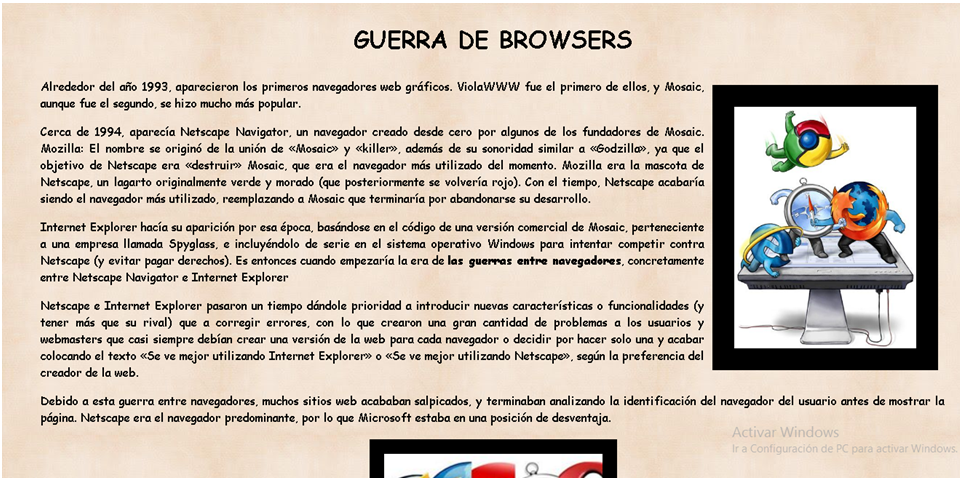 GUERRA DE BROWSERS
Alrededor del año 1993, aparecieron los primeros navegadores web gráficos. ViolaWWW fue el primero de ellos, y Mosaic,
aunque fue el segundo, se hizo mucho más popular.
Cerca de 1994, aparecía Netscape Navigator, un navegador creado desde cero por algunos de los fundadores de Mosaic.
Mozilla: El nombre se originó de la unión de «Mosaic» y «killer», además de su sonoridad similar a «Godzilla», ya que el
objetivo de Netscape era «destruir» Mosaic, que era el navegador más utilizado del momento. Mozilla era la mascota de
Netscape, un lagarto originalmente verde y morado (que posteriormente se volvería rojo). Con el tiempo, Netscape acabaría
siendo el navegador más utilizado, reemplazando a Mosaic que terminaría por abandonarse su desarrollo.
Internet Explorer hacía su aparición por esa época, basándose en el código de una versión comercial de Mosaic, perteneciente
a una empresa llamada Spyglass, e incluyéndolo de serie en el sistema operativo Windows para intentar competir contra
Netscape (y evitar pagar derechos). Es entonces cuando empezaría la era de las guerras entre navegadores, concretamente
entre Netscape Navigator e Internet Explorer
Netscape e Internet Explorer pasaron un tiempo dándole prioridad a introducir nuevas características o funcionalidades (y
tener más que su rival) que a corregir errores, con lo que crearon una gran cantidad de problemas a los usuarios y
webmasters que casi siempre debían crear una versión de la web para cada navegador o decidir por hacer solo una y acabar
colocando el texto «Se ve mejor utilizando Internet Explorer» o «Se ve mejor utilizando Netscape», según la preferencia del
creador de la web.
Debido a esta guerra entre navegadores, muchos sitios web acababan salpicados, y terminaban analizando la identificación del navegador del usuario antes de mostrar la
página. Netscape era el navegador predominante, por lo que Microsoft estaba en una posición de desventaja.
Activar Windows
Ir a Configuración de PC para activar Windows.